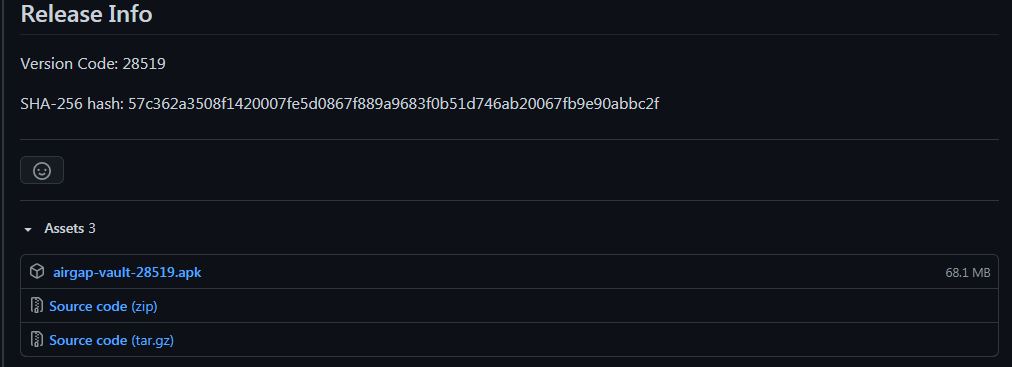 Release Info
Version Code: 28519
SHA-256 hash: 57c362a3508f1420007fe5d0867f889a9683f0b51d746ab20067fb9e90abbc2f
Assets 3
airgap-vault-28519.apk 68.1 MB
Source code (zip)
Source code (tar.gz)